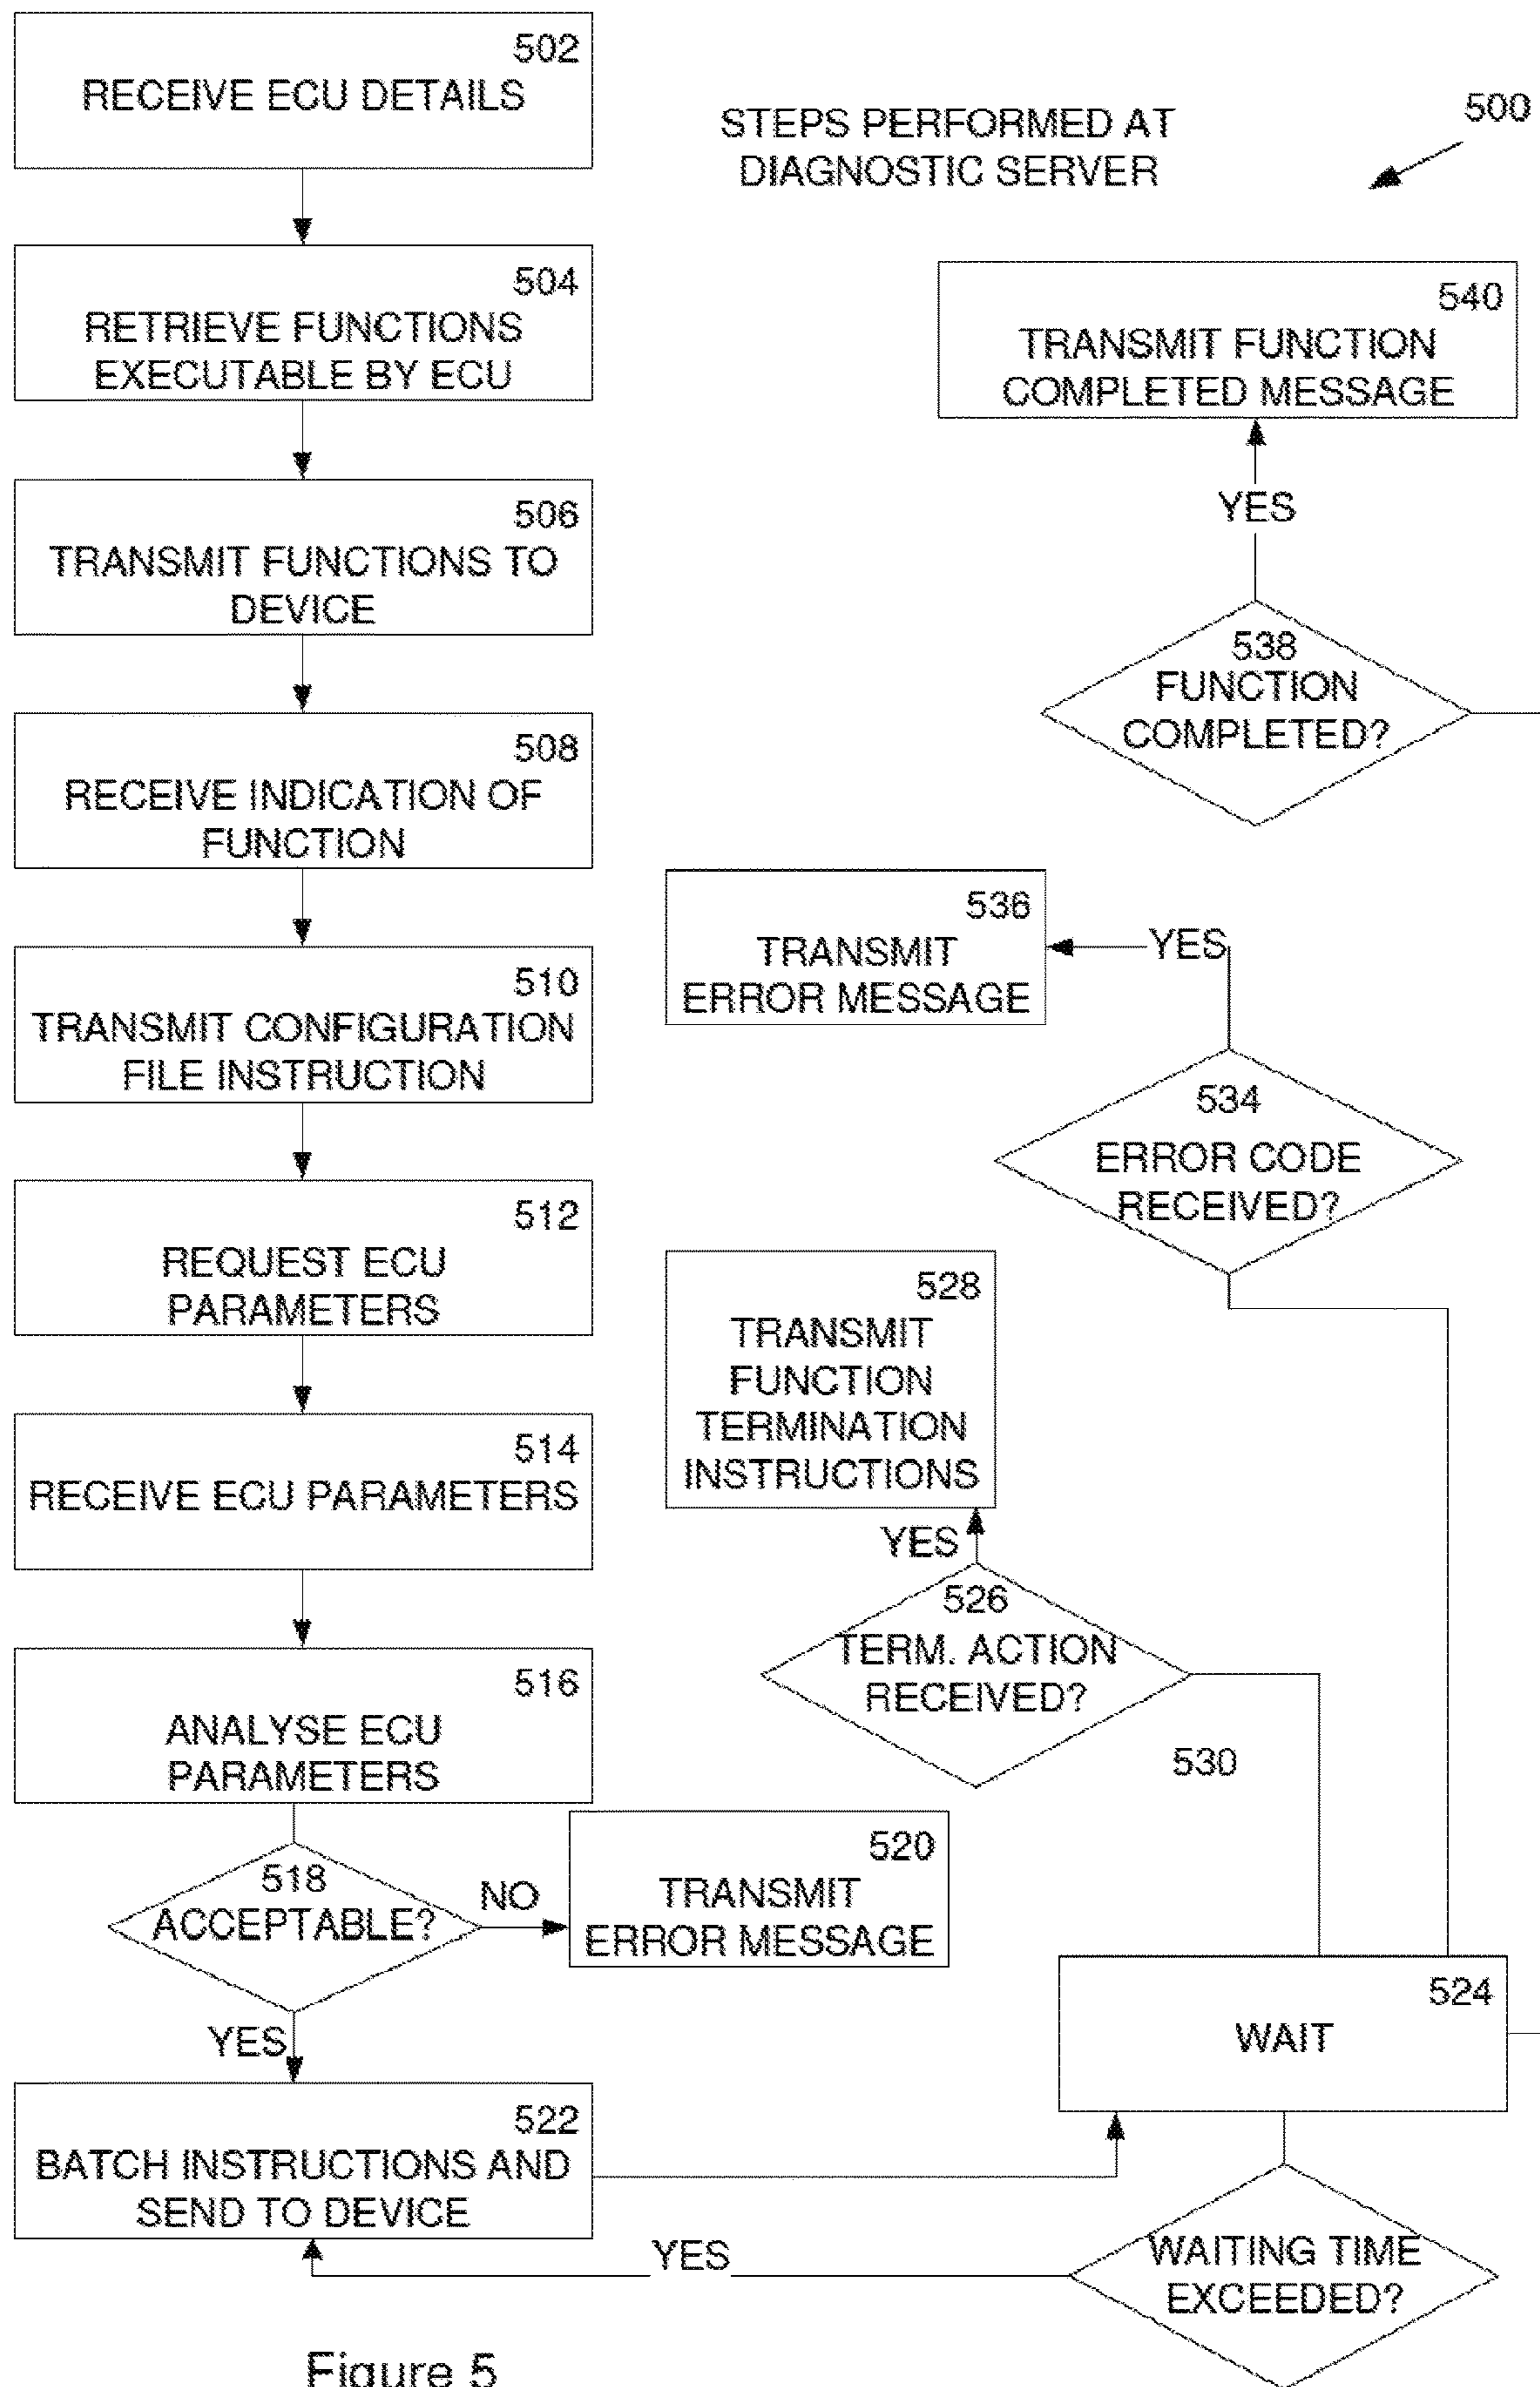 502
RECEIVE ECU DETAILS
STEPS PERFORMED AT
DIAGNOSTIC SERVER
500
504
RETRIEVE FUNCTIONS
EXECUTABLE BY ECU
506
TRANSMIT FUNCTIONS TO
DEVICE
508
RECEIVE INDICATION OF
FUNCTION
510
TRANSMIT CONFIGURATION
FILE INSTRUCTION
512
REQUEST ECU
PARAMETERS
514
RECEIVE ECU PARAMETERS
516
ANALYSE ECU
PARAMETERS
518
ACCEPTABLE?
NO
520
TRANSMIT
ERROR MESSAGE
YES
522
BATCH INSTRUCTIONS AND
SEND TO DEVICE
540
TRANSMIT FUNCTION
COMPLETED MESSAGE
YES
538
FUNCTION
COMPLETED?
536
TRANSMIT
ERROR MESSAGE
YES
534
ERROR CODE
RECEIVED?
528
TRANSMIT
FUNCTION
TERMINATION
INSTRUCTIONS
YES
526
TERM. ACTION
RECEIVED?
530
524
WAIT
WAITING TIME
EXCEEDED?
YES
Figure 5